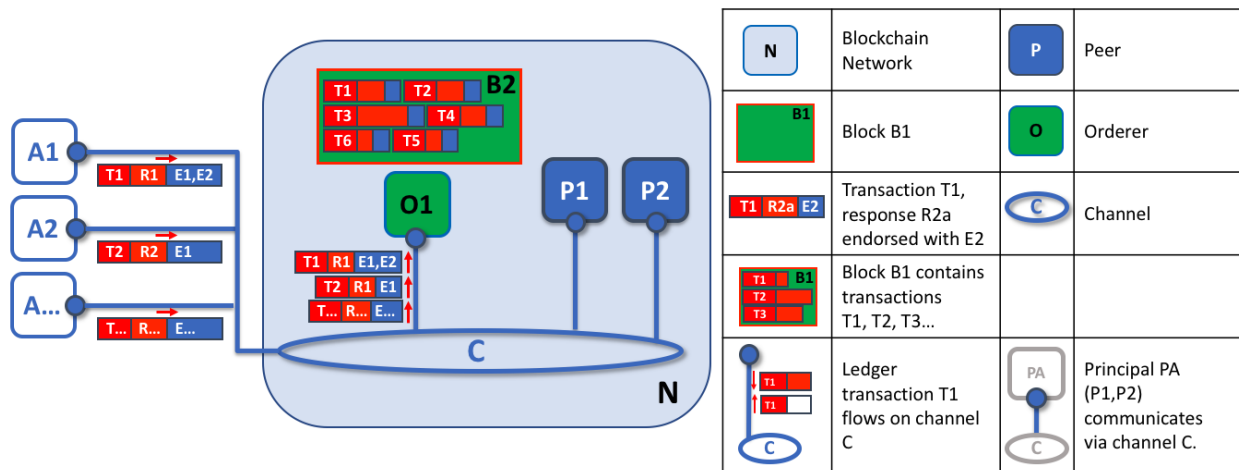 A1
T1 R1 E1,E2
A2
T2 R2 E1
A...
T... R... E...
B2
T1 T2
T3 T4
T6 T5
O1
P1
P2
T1 R1 E1,E2
T2 R1 E1
T... R... E...
C
N
N
Blockchain
Network
P
Peer
B1
Block B1
O
Orderer
T1 R2a E2
Transaction T1,
response R2a
endorsed with E2
C
Channel
B1
T1
T2
T3
Block B1 contains
transactions
T1, T2, T3...
T1
T1
C
Ledger
transaction T1
flows on channel
C
PA
C
Principal PA
(P1,P2)
communicates
via channel C.